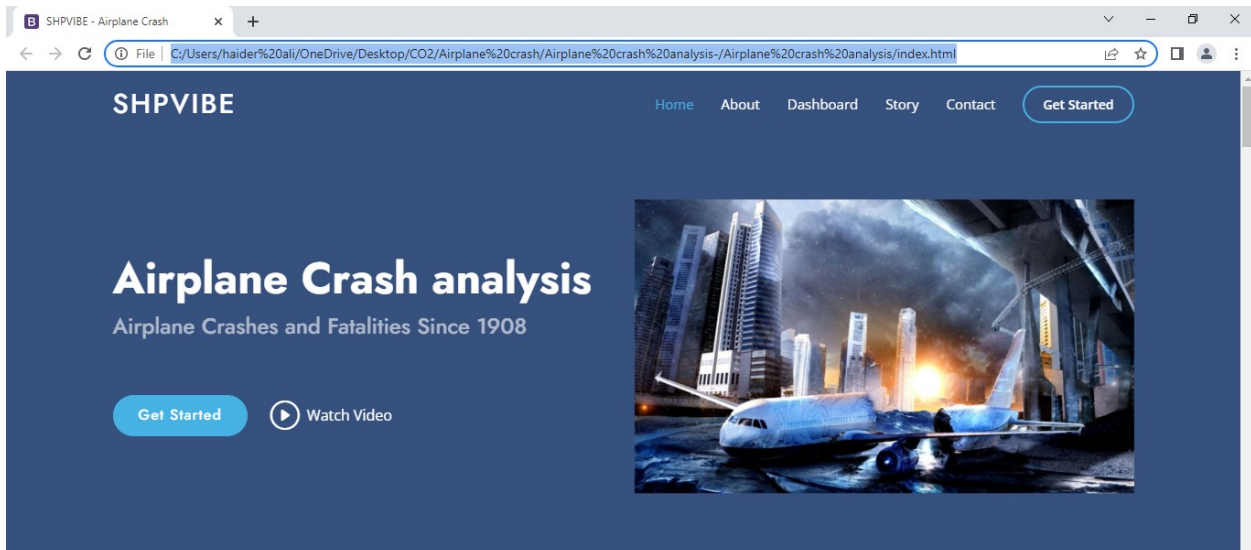 B SHPVIBE - Airplane Crash
File C:/Users/haider%20ali/OneDrive/Desktop/CO2/Airplane%20crash/Airplane%20crash%20analysis-/Airplane%20crash%20analysis/index.html
SHPVIBE Home About Dashboard Story Contact Get Started
Airplane Crash analysis
Airplane Crashes and Fatalities Since 1908
Get Started Watch Video